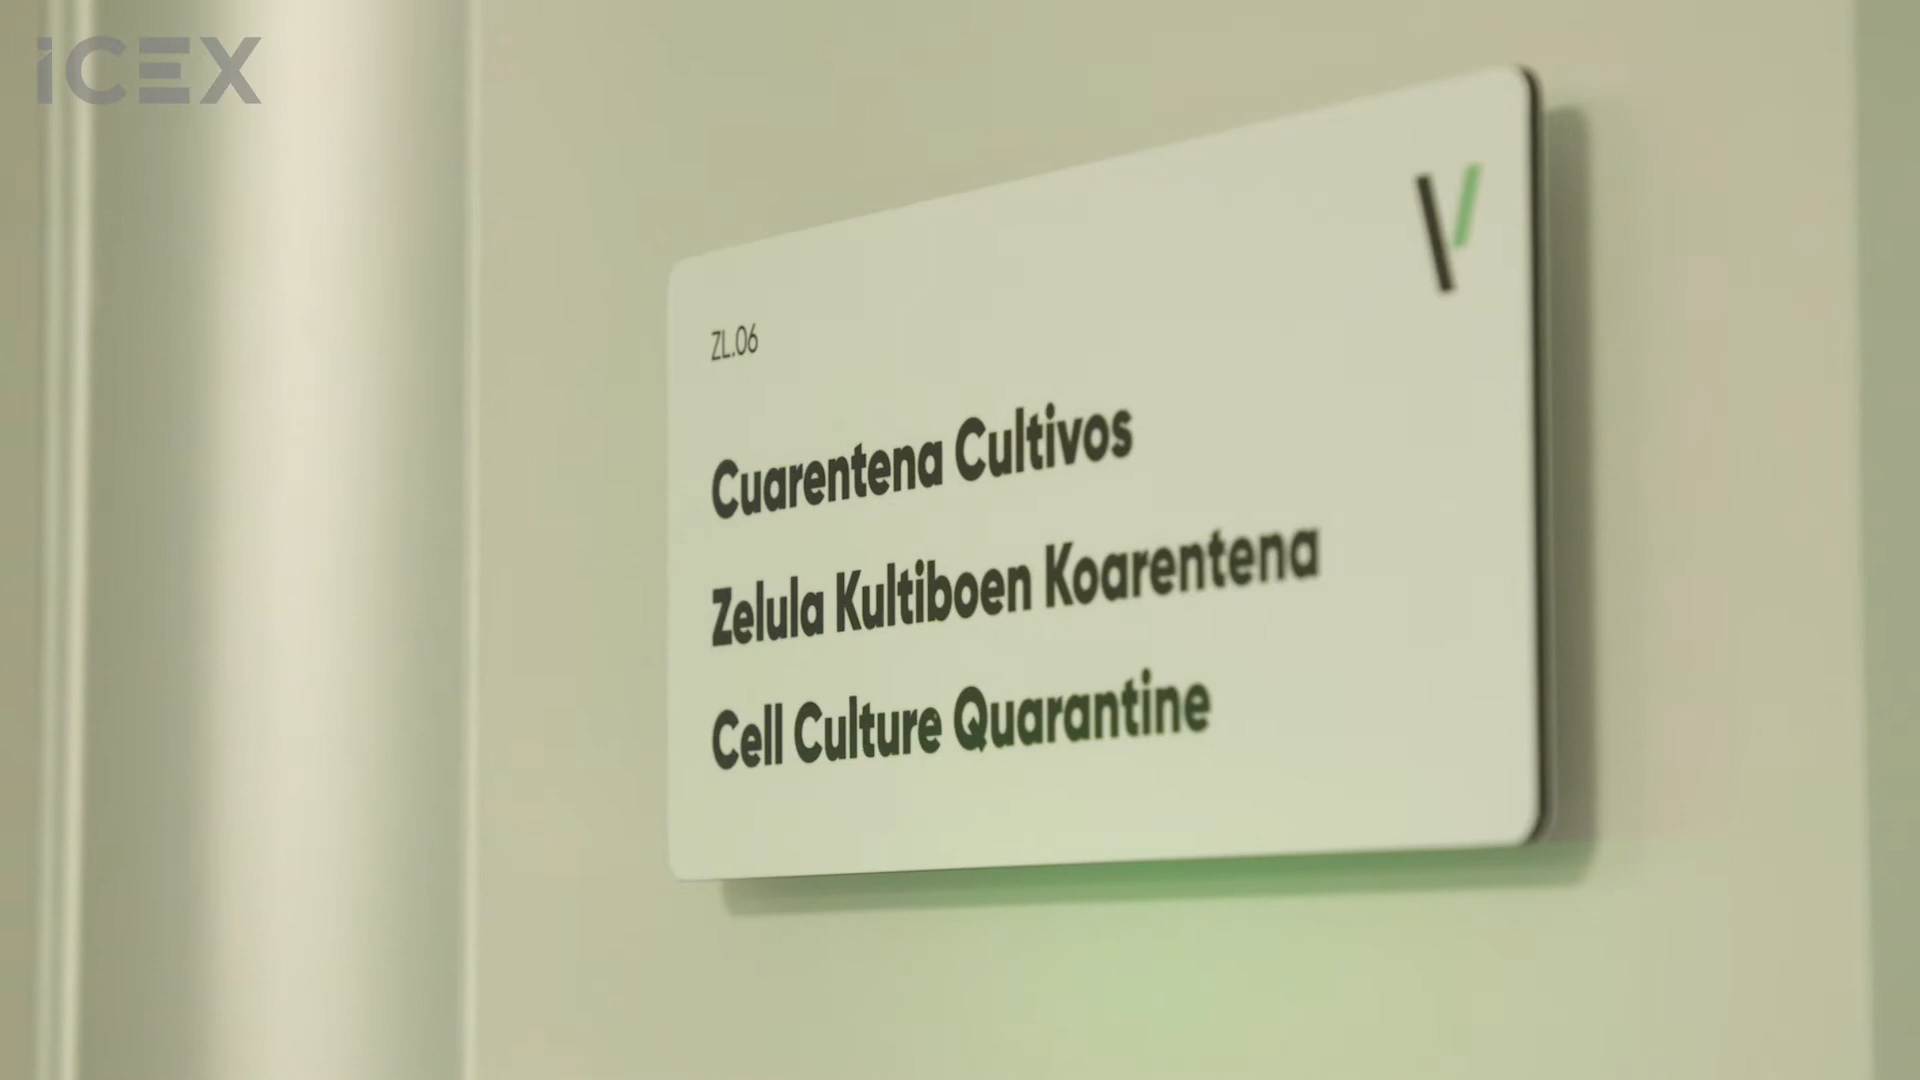 iCEX
V
ZL.06
Cuarentena Cultivos
Zelula Kultiboen Koarentena
Cell Culture Quarantine